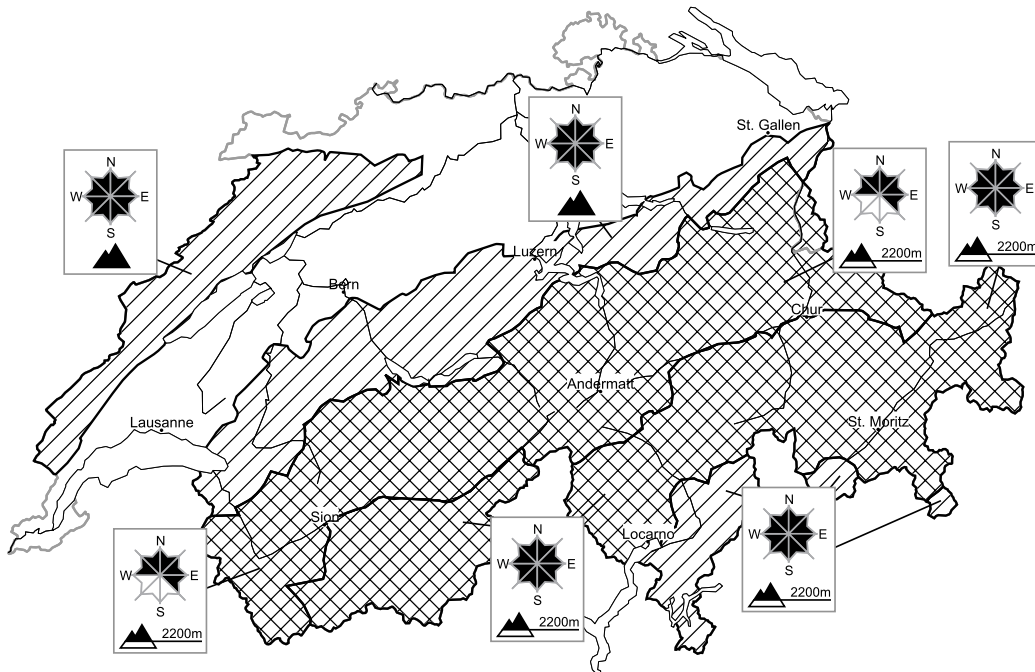 N
W E
S
N
W E
S
St. Gallen
N
W E
S
2200m
N
W E
S
2200m
Luzern
Bern
Chur
Andermatt
Lausanne
St. Moritz
Sion
Locarno
N
W E
S
2200m
N
W E
S
2200m
N
W E
S
2200m